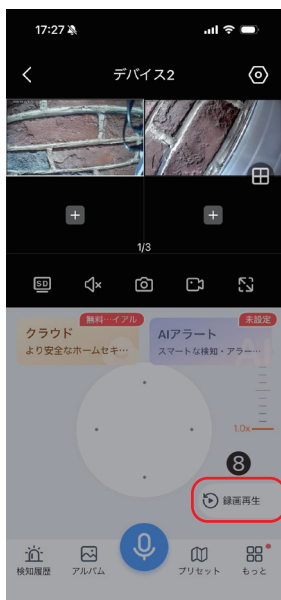 17:27
デバイス2
1/3
SD
無料…イアル
クラウド
より安全なホームセキ…
未設定
AIアラート
スマートな検知・アラー…
1.0x
8
録画再生
検知履歴
アルバム
プリセット
もっと